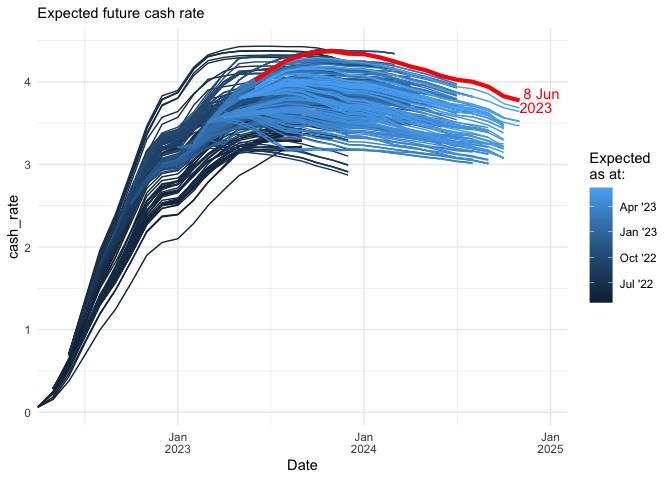 Expected future cash rate
4
3
2
1
0
cash_rate
Jan
2023
Jan
2024
Jan
2025
Date
8 Jun
2023
Expected
as at:
Apr '23
Jan '23
Oct '22
Jul '22